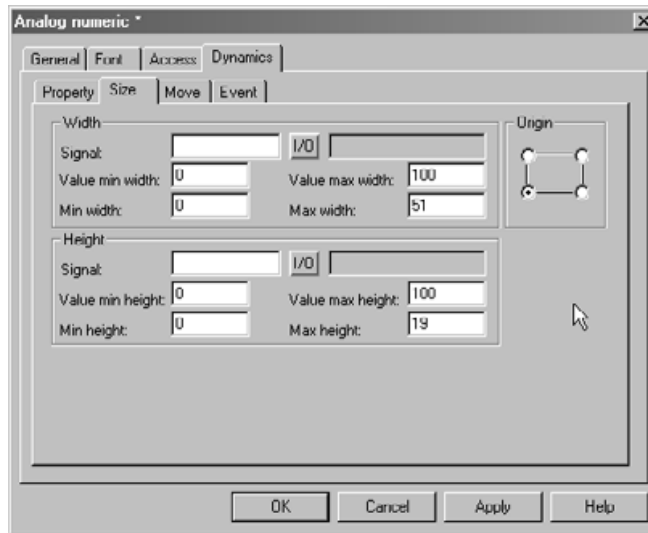 Analog numeric *
General Font Access Dynamics
Property Size Move Event
Width
Signal: I/O
Value min width: 0 Value max width: 100
Min width: 0 Max width: 51
Origin
Height
Signal: I/O
Value min height: 0 Value max height: 100
Min height: 0 Max height: 19
OK Cancel Apply Help